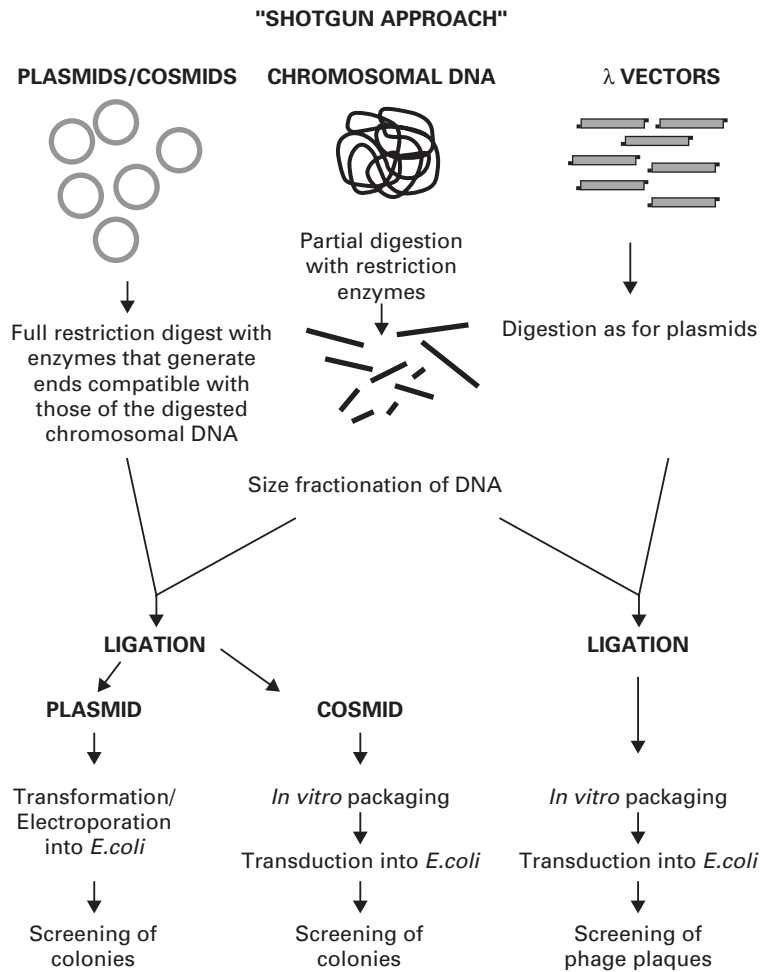 "SHOTGUN APPROACH"
PLASMIDS/COSMIDS
CHROMOSOMAL DNA
λ VECTORS
Partial digestion
with restriction
enzymes
Full restriction digest with
enzymes that generate
ends compatible with
those of the digested
chromosomal DNA
Digestion as for plasmids
Size fractionation of DNA
LIGATION
LIGATION
PLASMID
COSMID
Transformation/
Electroporation
into E.coli
In vitro packaging
In vitro packaging
Transduction into E.coli
Transduction into E.coli
Screening of
colonies
Screening of
colonies
Screening of
phage plaques